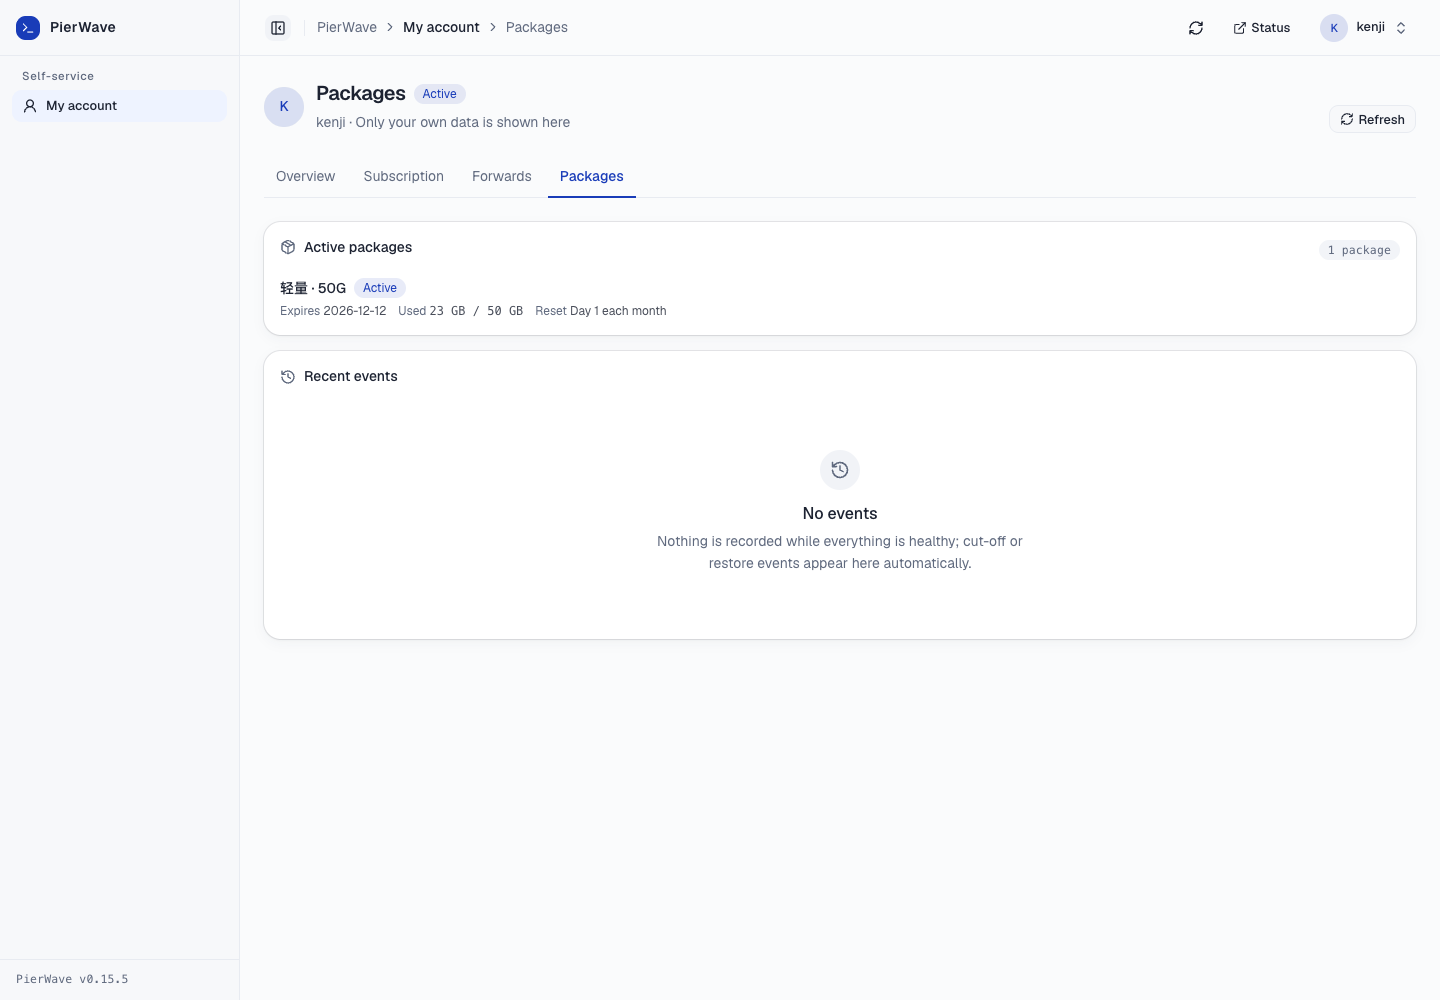 PierWave
PierWave > My account > Packages
Status
K
kenji
Self-service
My account
K
Packages
Active
kenji · Only your own data is shown here
Refresh
Overview
Subscription
Forwards
Packages
Active packages
1 package
轻量 · 50G
Active
Expires 2026-12-12 Used 23 GB / 50 GB Reset Day 1 each month
Recent events
No events
Nothing is recorded while everything is healthy; cut-off or
restore events appear here automatically.
PierWave v0.15.5